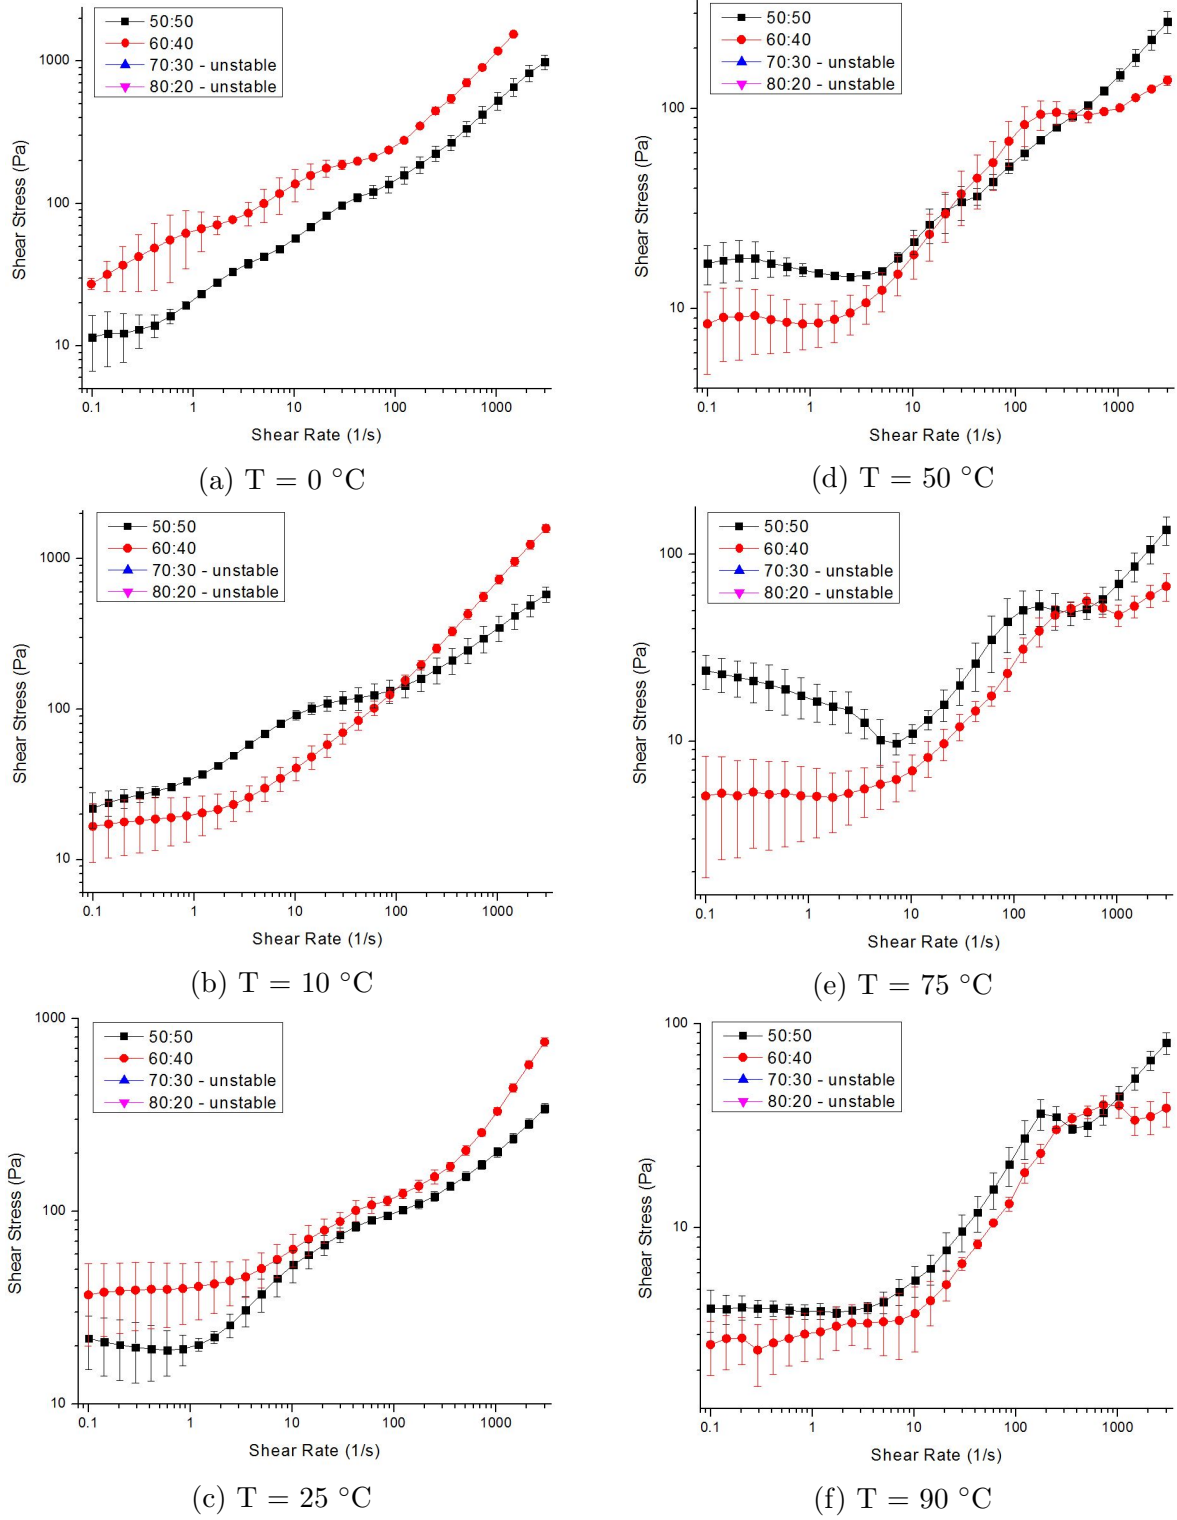 50:50
60:40
70:30 - unstable
80:20 - unstable
1000
100
10
Shear Stress (Pa)
0.1 1 10 100 1000
Shear Rate (1/s)
(a) T = 0 °C
50:50
60:40
70:30 - unstable
80:20 - unstable
100
10
Shear Stress (Pa)
0.1 1 10 100 1000
Shear Rate (1/s)
(d) T = 50 °C
50:50
60:40
70:30 - unstable
80:20 - unstable
1000
100
10
Shear Stress (Pa)
0.1 1 10 100 1000
Shear Rate (1/s)
(b) T = 10 °C
50:50
60:40
70:30 - unstable
80:20 - unstable
100
10
Shear Stress (Pa)
0.1 1 10 100 1000
Shear Rate (1/s)
(e) T = 75 °C
50:50
60:40
70:30 - unstable
80:20 - unstable
1000
100
10
Shear Stress (Pa)
0.1 1 10 100 1000
Shear Rate (1/s)
(c) T = 25 °C
50:50
60:40
70:30 - unstable
80:20 - unstable
100
10
Shear Stress (Pa)
0.1 1 10 100 1000
Shear Rate (1/s)
(f) T = 90 °C